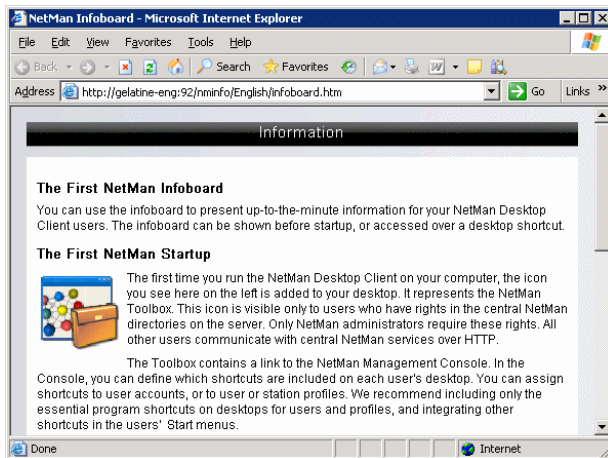 NetMan Infoboard - Microsoft Internet Explorer
File Edit View Favorites Tools Help
Back Search Favorites
Address http://gelatine-eng:92/nminfo/English/infoboard.htm Go Links »
Information
The First NetMan Infoboard
You can use the infoboard to present up-to-the-minute information for your NetMan Desktop
Client users. The infoboard can be shown before startup, or accessed over a desktop shortcut.
The First NetMan Startup
The first time you run the NetMan Desktop Client on your computer, the icon
you see here on the left is added to your desktop. It represents the NetMan
Toolbox. This icon is visible only to users who have rights in the central NetMan
directories on the server. Only NetMan administrators require these rights. All
other users communicate with central NetMan services over HTTP.
The Toolbox contains a link to the NetMan Management Console. In the
Console, you can define which shortcuts are included on each user's desktop. You can assign
shortcuts to user accounts, or to user or station profiles. We recommend including only the
essential program shortcuts on desktops for users and profiles, and integrating other
shortcuts in the users' Start menus.
Done Internet